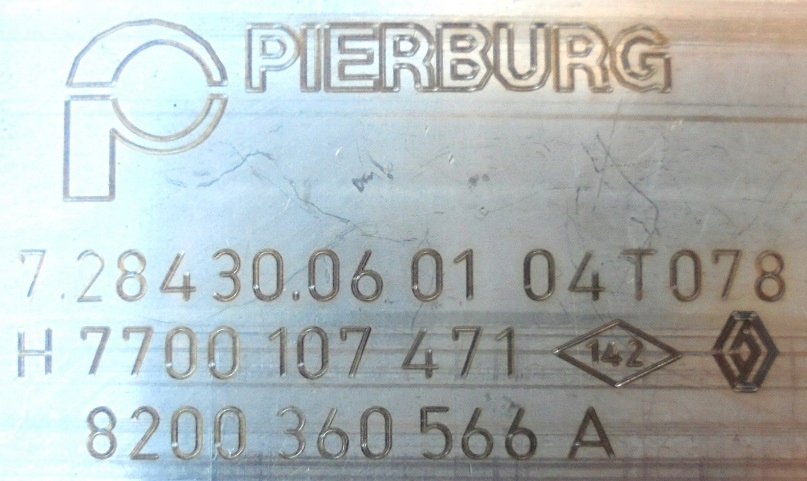 PIERBURG
7.28430.06 01 04T078
H 7700 107 471 142
8200 360 566 A